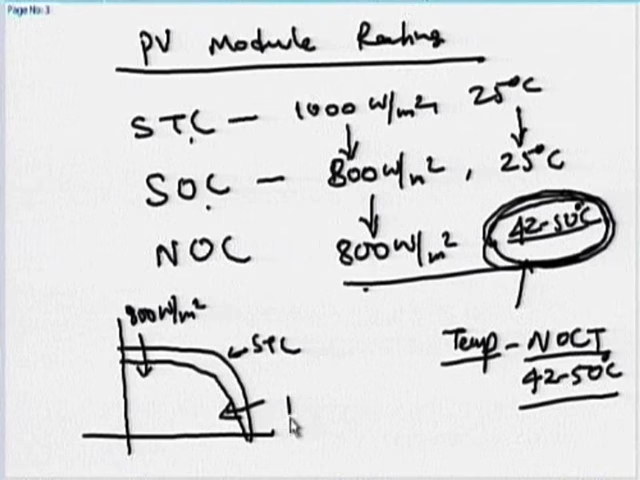 Page No: 3
PV Module Rating
STC - 1000 W/m², 25°C
SOC - 800 W/m², 25°C
NOC 800 W/m² 42-50°C
800 W/m²
STC
Temp - NOCT
42-50°C